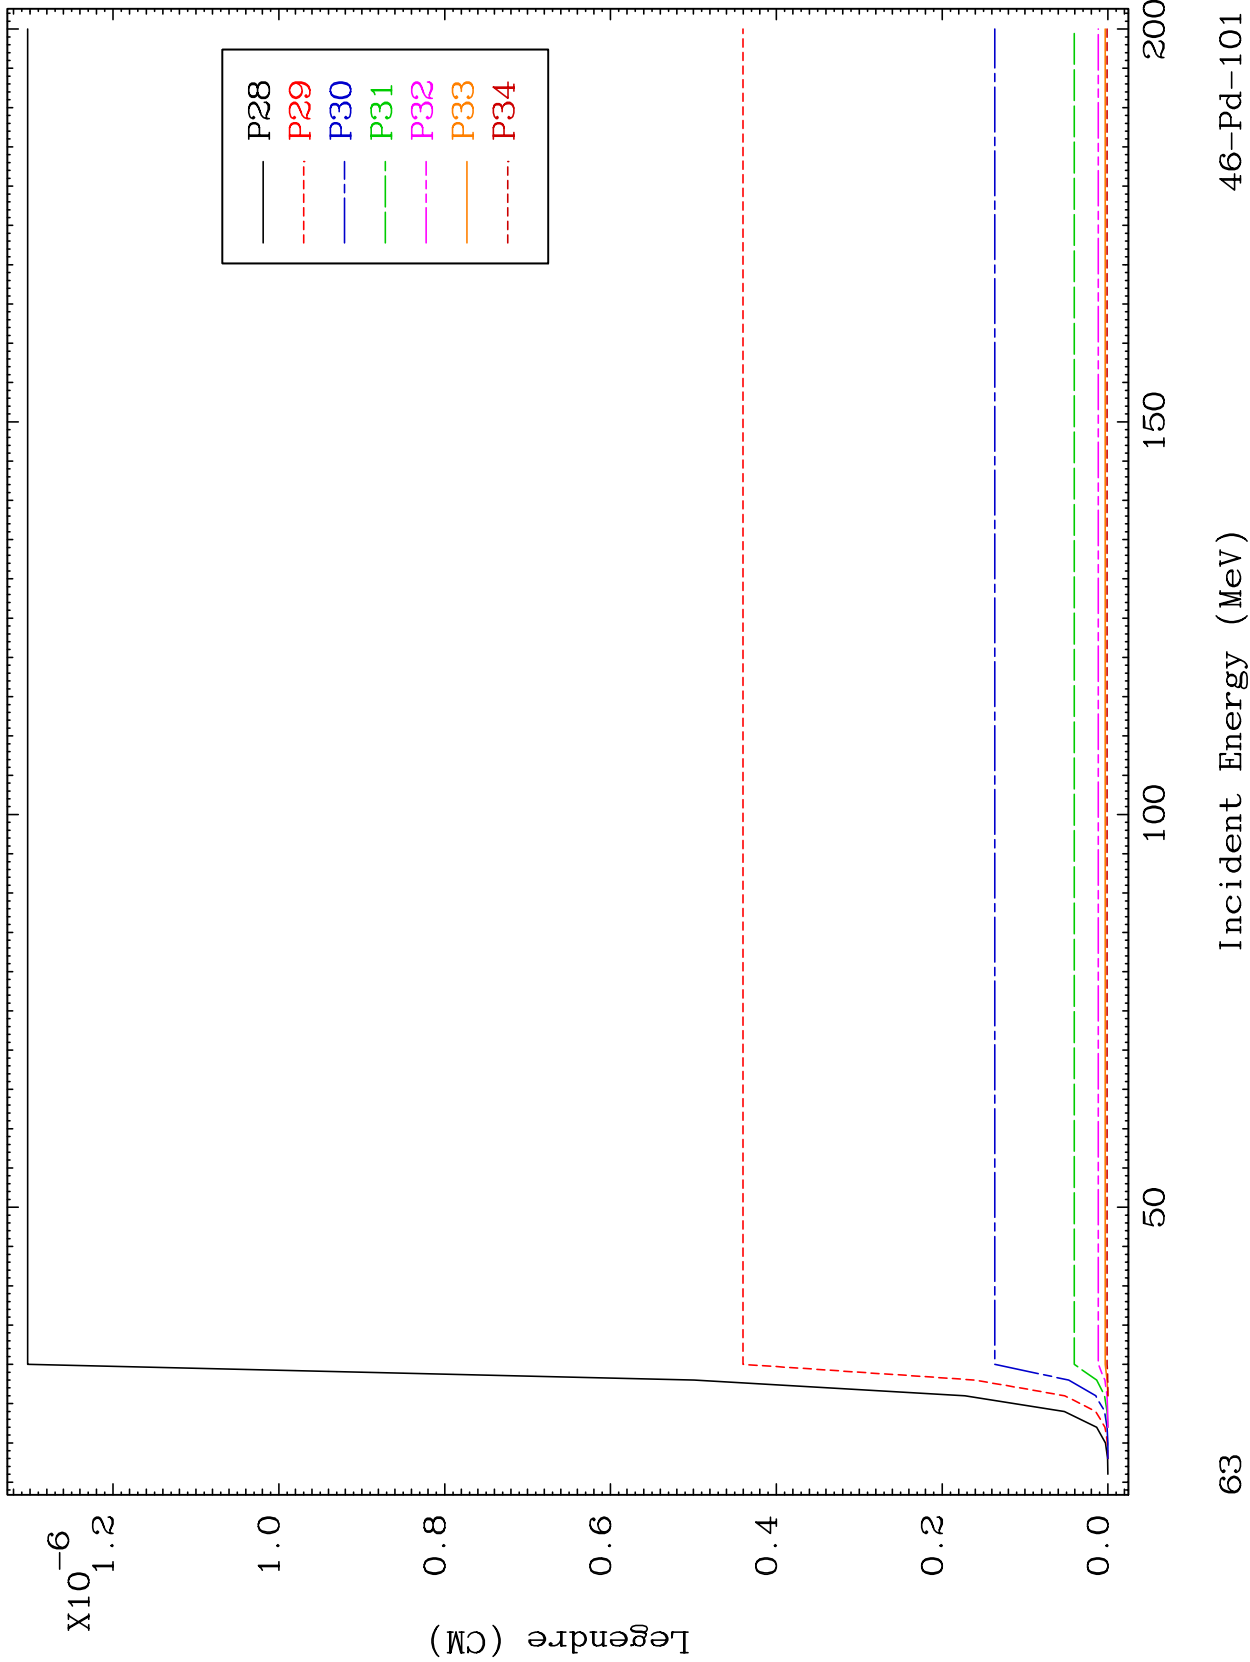 X10-6
1.2
1.0
0.8
0.6
0.4
0.2
0.0
Legendre (CM)
P28
P29
P30
P31
P32
P33
P34
50
100
150
200
63
Incident Energy (MeV)
46-Pd-101